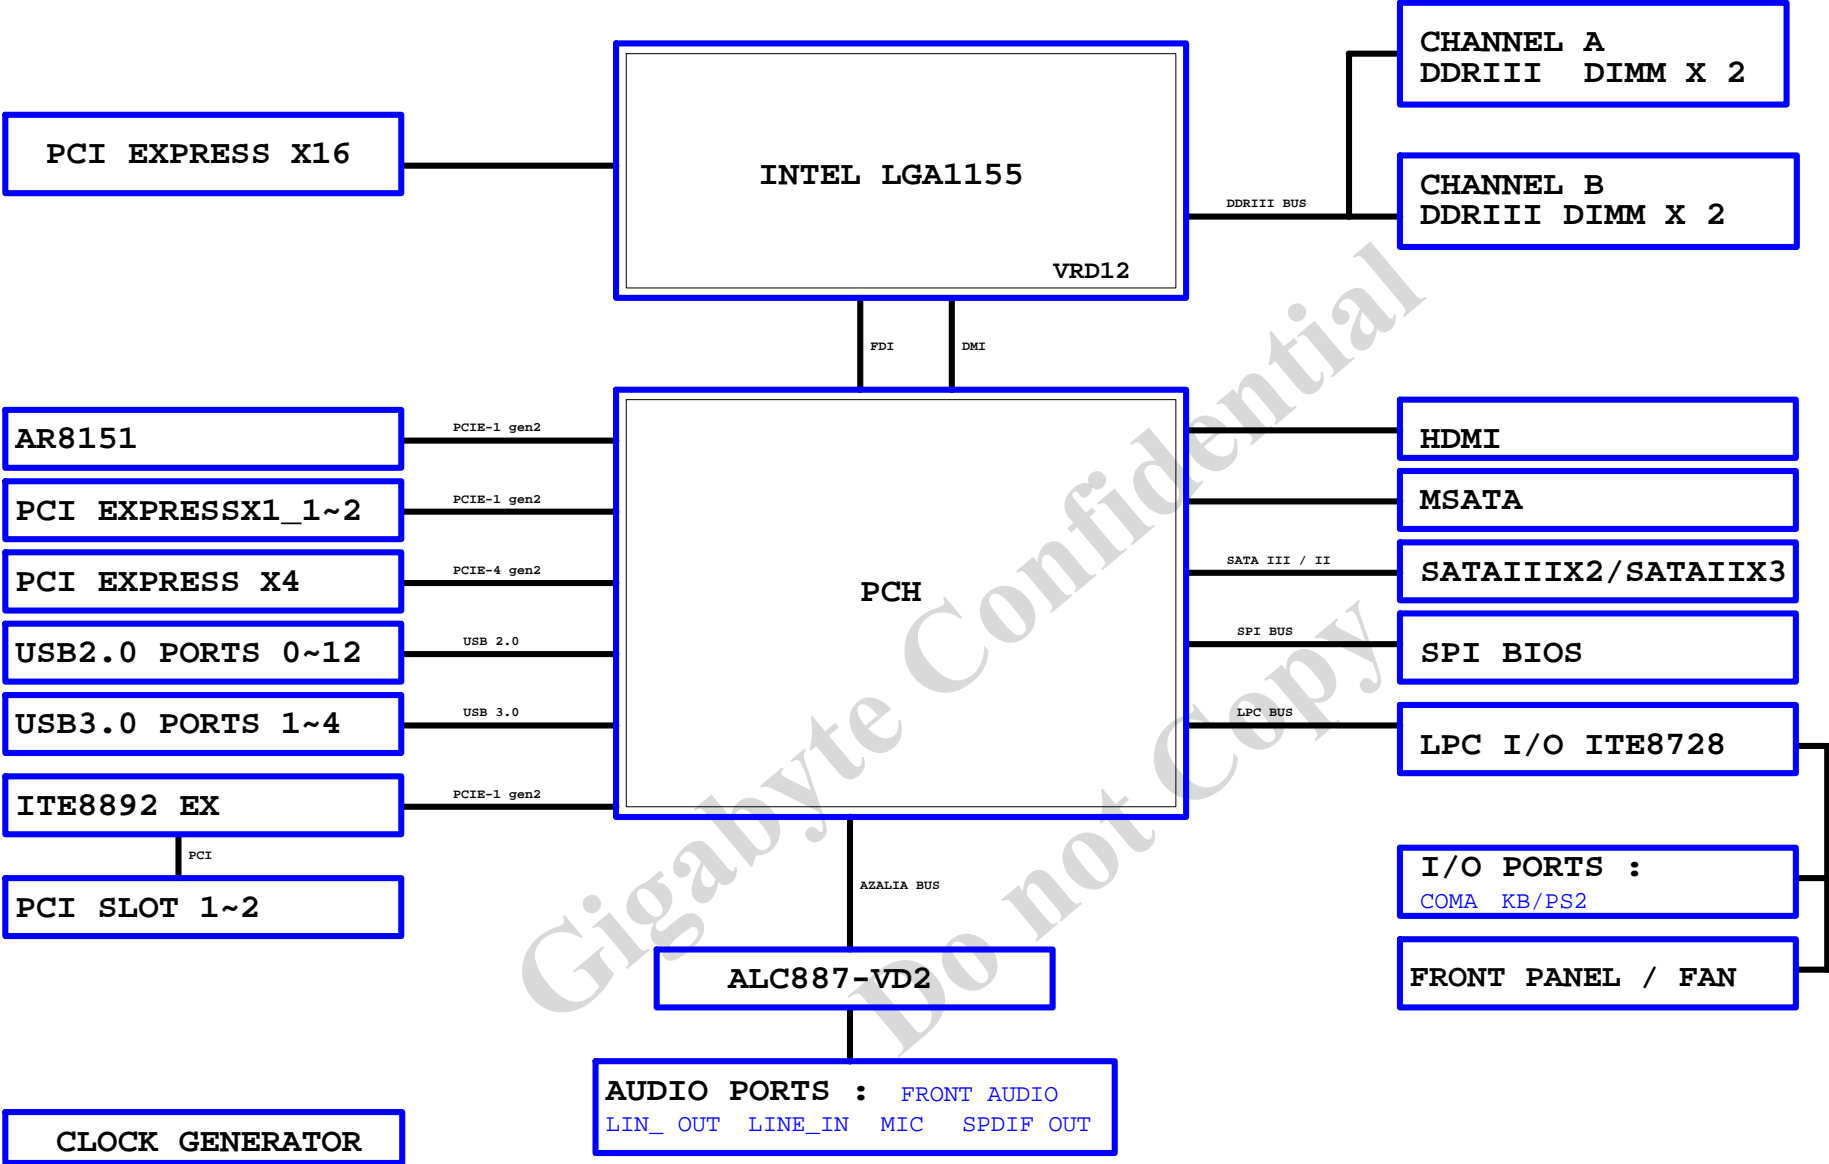 CHANNEL A
DDRIII DIMM X 2
PCI EXPRESS X16
INTEL LGA1155
VRD12
DDRIII BUS
CHANNEL B
DDRIII DIMM X 2
FDI
DMI
AR8151
PCIE-1 gen2
PCI EXPRESSX1_1~2
PCIE-1 gen2
PCI EXPRESS X4
PCIE-4 gen2
USB2.0 PORTS 0~12
USB 2.0
USB3.0 PORTS 1~4
USB 3.0
ITE8892 EX
PCIE-1 gen2
PCI
PCI SLOT 1~2
PCH
HDMI
MSATA
SATA III / II
SATAIIIX2/SATAIIX3
SPI BUS
SPI BIOS
LPC BUS
LPC I/O ITE8728
I/O PORTS :
COMA KB/PS2
FRONT PANEL / FAN
AZALIA BUS
ALC887-VD2
AUDIO PORTS : FRONT AUDIO
LIN_ OUT LINE_IN MIC SPDIF OUT
CLOCK GENERATOR
Gigabyte Confidential
Do not Copy